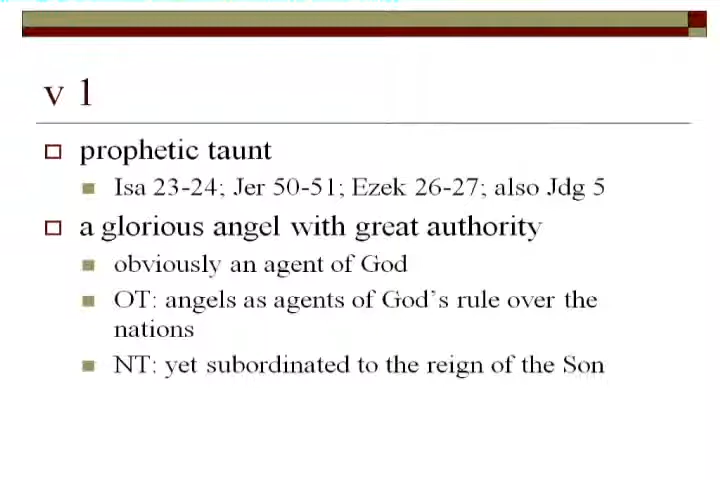 v 1
prophetic taunt
Isa 23-24; Jer 50-51; Ezek 26-27; also Jdg 5
a glorious angel with great authority
obviously an agent of God
OT: angels as agents of God's rule over the
nations
NT: yet subordinated to the reign of the Son